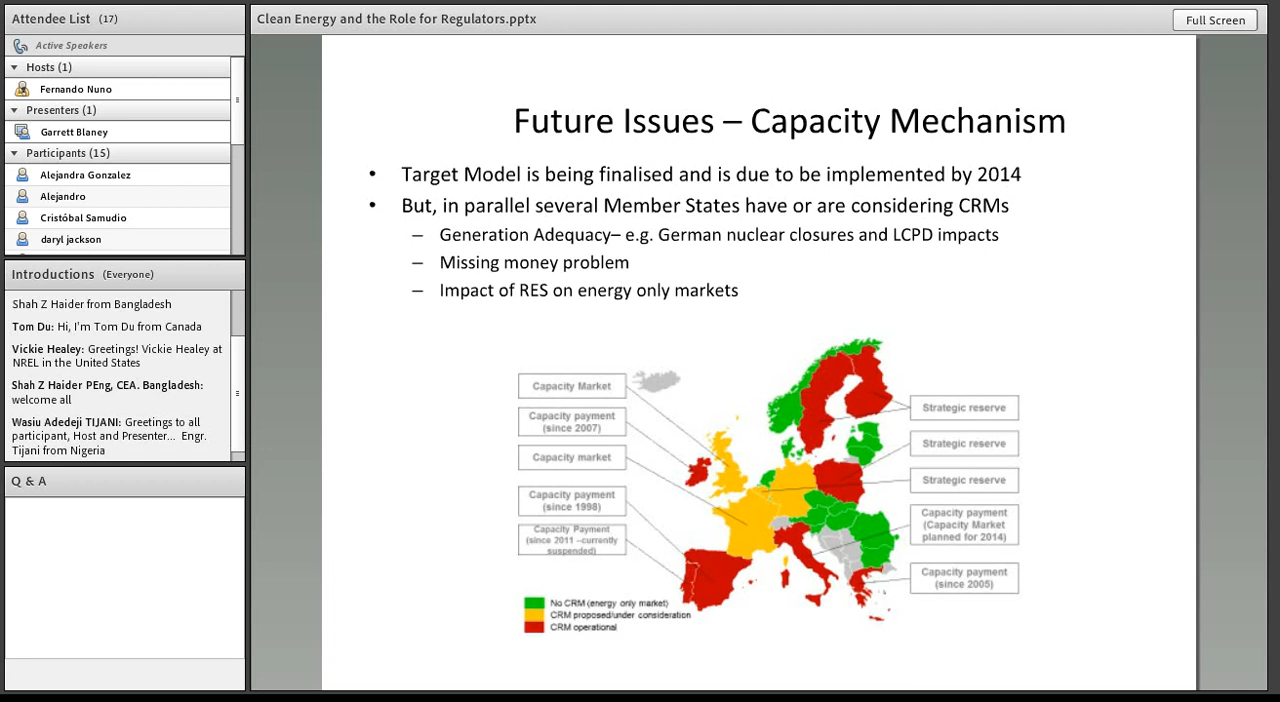 Attendee List (17)
Active Speakers
Hosts (1)
Fernando Nuno
Presenters (1)
Garrett Blaney
Participants (15)
Alejandra Gonzalez
Alejandro
Cristóbal Samudio
daryl jackson
Introductions (Everyone)
Shah Z Haider from Bangladesh
Tom Du: Hi, I'm Tom Du from Canada
Vickie Healey: Greetings! Vickie Healey at
NREL in the United States
Shah Z Haider PEng, CEA. Bangladesh:
welcome all
Wasiu Adedeji TIJANI: Greetings to all
participant, Host and Presenter... Engr.
Tijani from Nigeria
Q & A
Clean Energy and the Role for Regulators.pptx
Full Screen
Future Issues – Capacity Mechanism
• Target Model is being finalised and is due to be implemented by 2014
• But, in parallel several Member States have or are considering CRMs
– Generation Adequacy– e.g. German nuclear closures and LCPD impacts
– Missing money problem
– Impact of RES on energy only markets
Capacity Market
Capacity payment
(since 2007)
Capacity market
Capacity payment
(since 1998)
Capacity Payment
(since 2011 –currently
suspended)
Strategic reserve
Strategic reserve
Strategic reserve
Capacity payment
(Capacity Market
planned for 2014)
Capacity payment
(since 2005)
No CRM (energy only market)
CRM proposed/under consideration
CRM operational